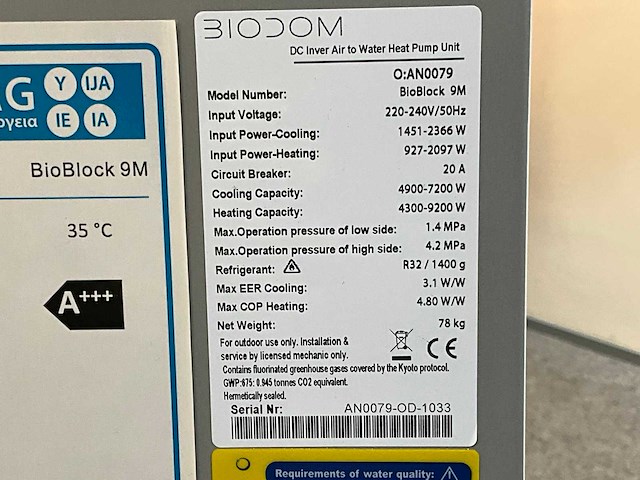 G
ργεια
Y IJA
IE IA
BioBlock 9M
35 °C
A+++
BIODOM
DC Inver Air to Water Heat Pump Unit
O:AN0079
Model Number: BioBlock 9M
Input Voltage: 220-240V/50Hz
Input Power-Cooling: 1451-2366 W
Input Power-Heating: 927-2097 W
Circuit Breaker: 20 A
Cooling Capacity: 4900-7200 W
Heating Capacity: 4300-9200 W
Max.Operation pressure of low side: 1.4 MPa
Max.Operation pressure of high side: 4.2 MPa
Refrigerant: R32 / 1400 g
Max EER Cooling: 3.1 W/W
Max COP Heating: 4.80 W/W
Net Weight: 78 kg
For outdoor use only. Installation &
service by licensed mechanic only.
CE
Contains fluorinated greenhouse gases covered by the Kyoto protocol.
GWP:675: 0.945 tonnes CO2 equivalent.
Hermetically sealed.
Serial Nr: AN0079-OD-1033
Requirements of water quality: